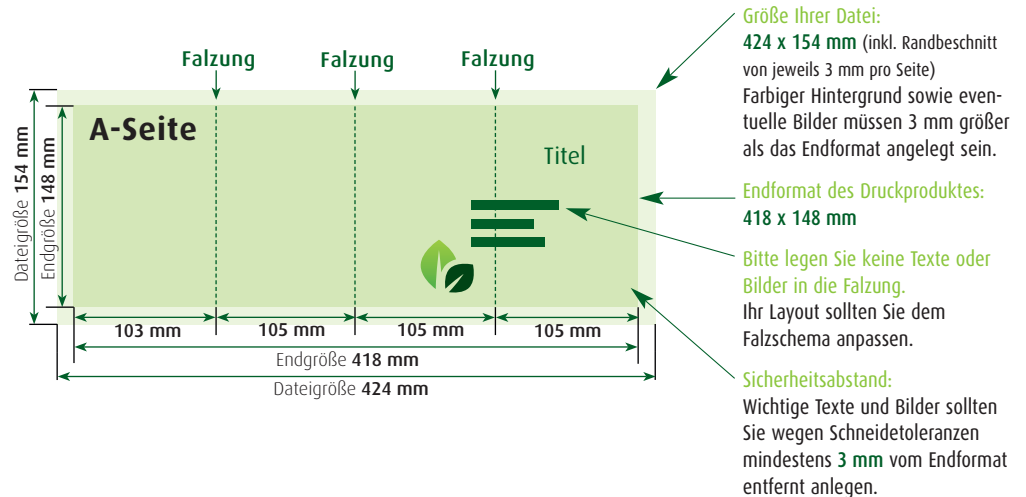 Falzung
Falzung
Falzung
A-Seite
Titel
Dateigröße 154 mm
Endgröße 148 mm
103 mm
105 mm
105 mm
105 mm
Endgröße 418 mm
Dateigröße 424 mm
Größe Ihrer Datei:
424 x 154 mm (inkl. Randbeschnitt
von jeweils 3 mm pro Seite)
Farbiger Hintergrund sowie even-
tuelle Bilder müssen 3 mm größer
als das Endformat angelegt sein.
Endformat des Druckproduktes:
418 x 148 mm
Bitte legen Sie keine Texte oder
Bilder in die Falzung.
Ihr Layout sollten Sie dem
Falzschema anpassen.
Sicherheitsabstand:
Wichtige Texte und Bilder sollten
Sie wegen Schneidetoleranzen
mindestens 3 mm vom Endformat
entfernt anlegen.